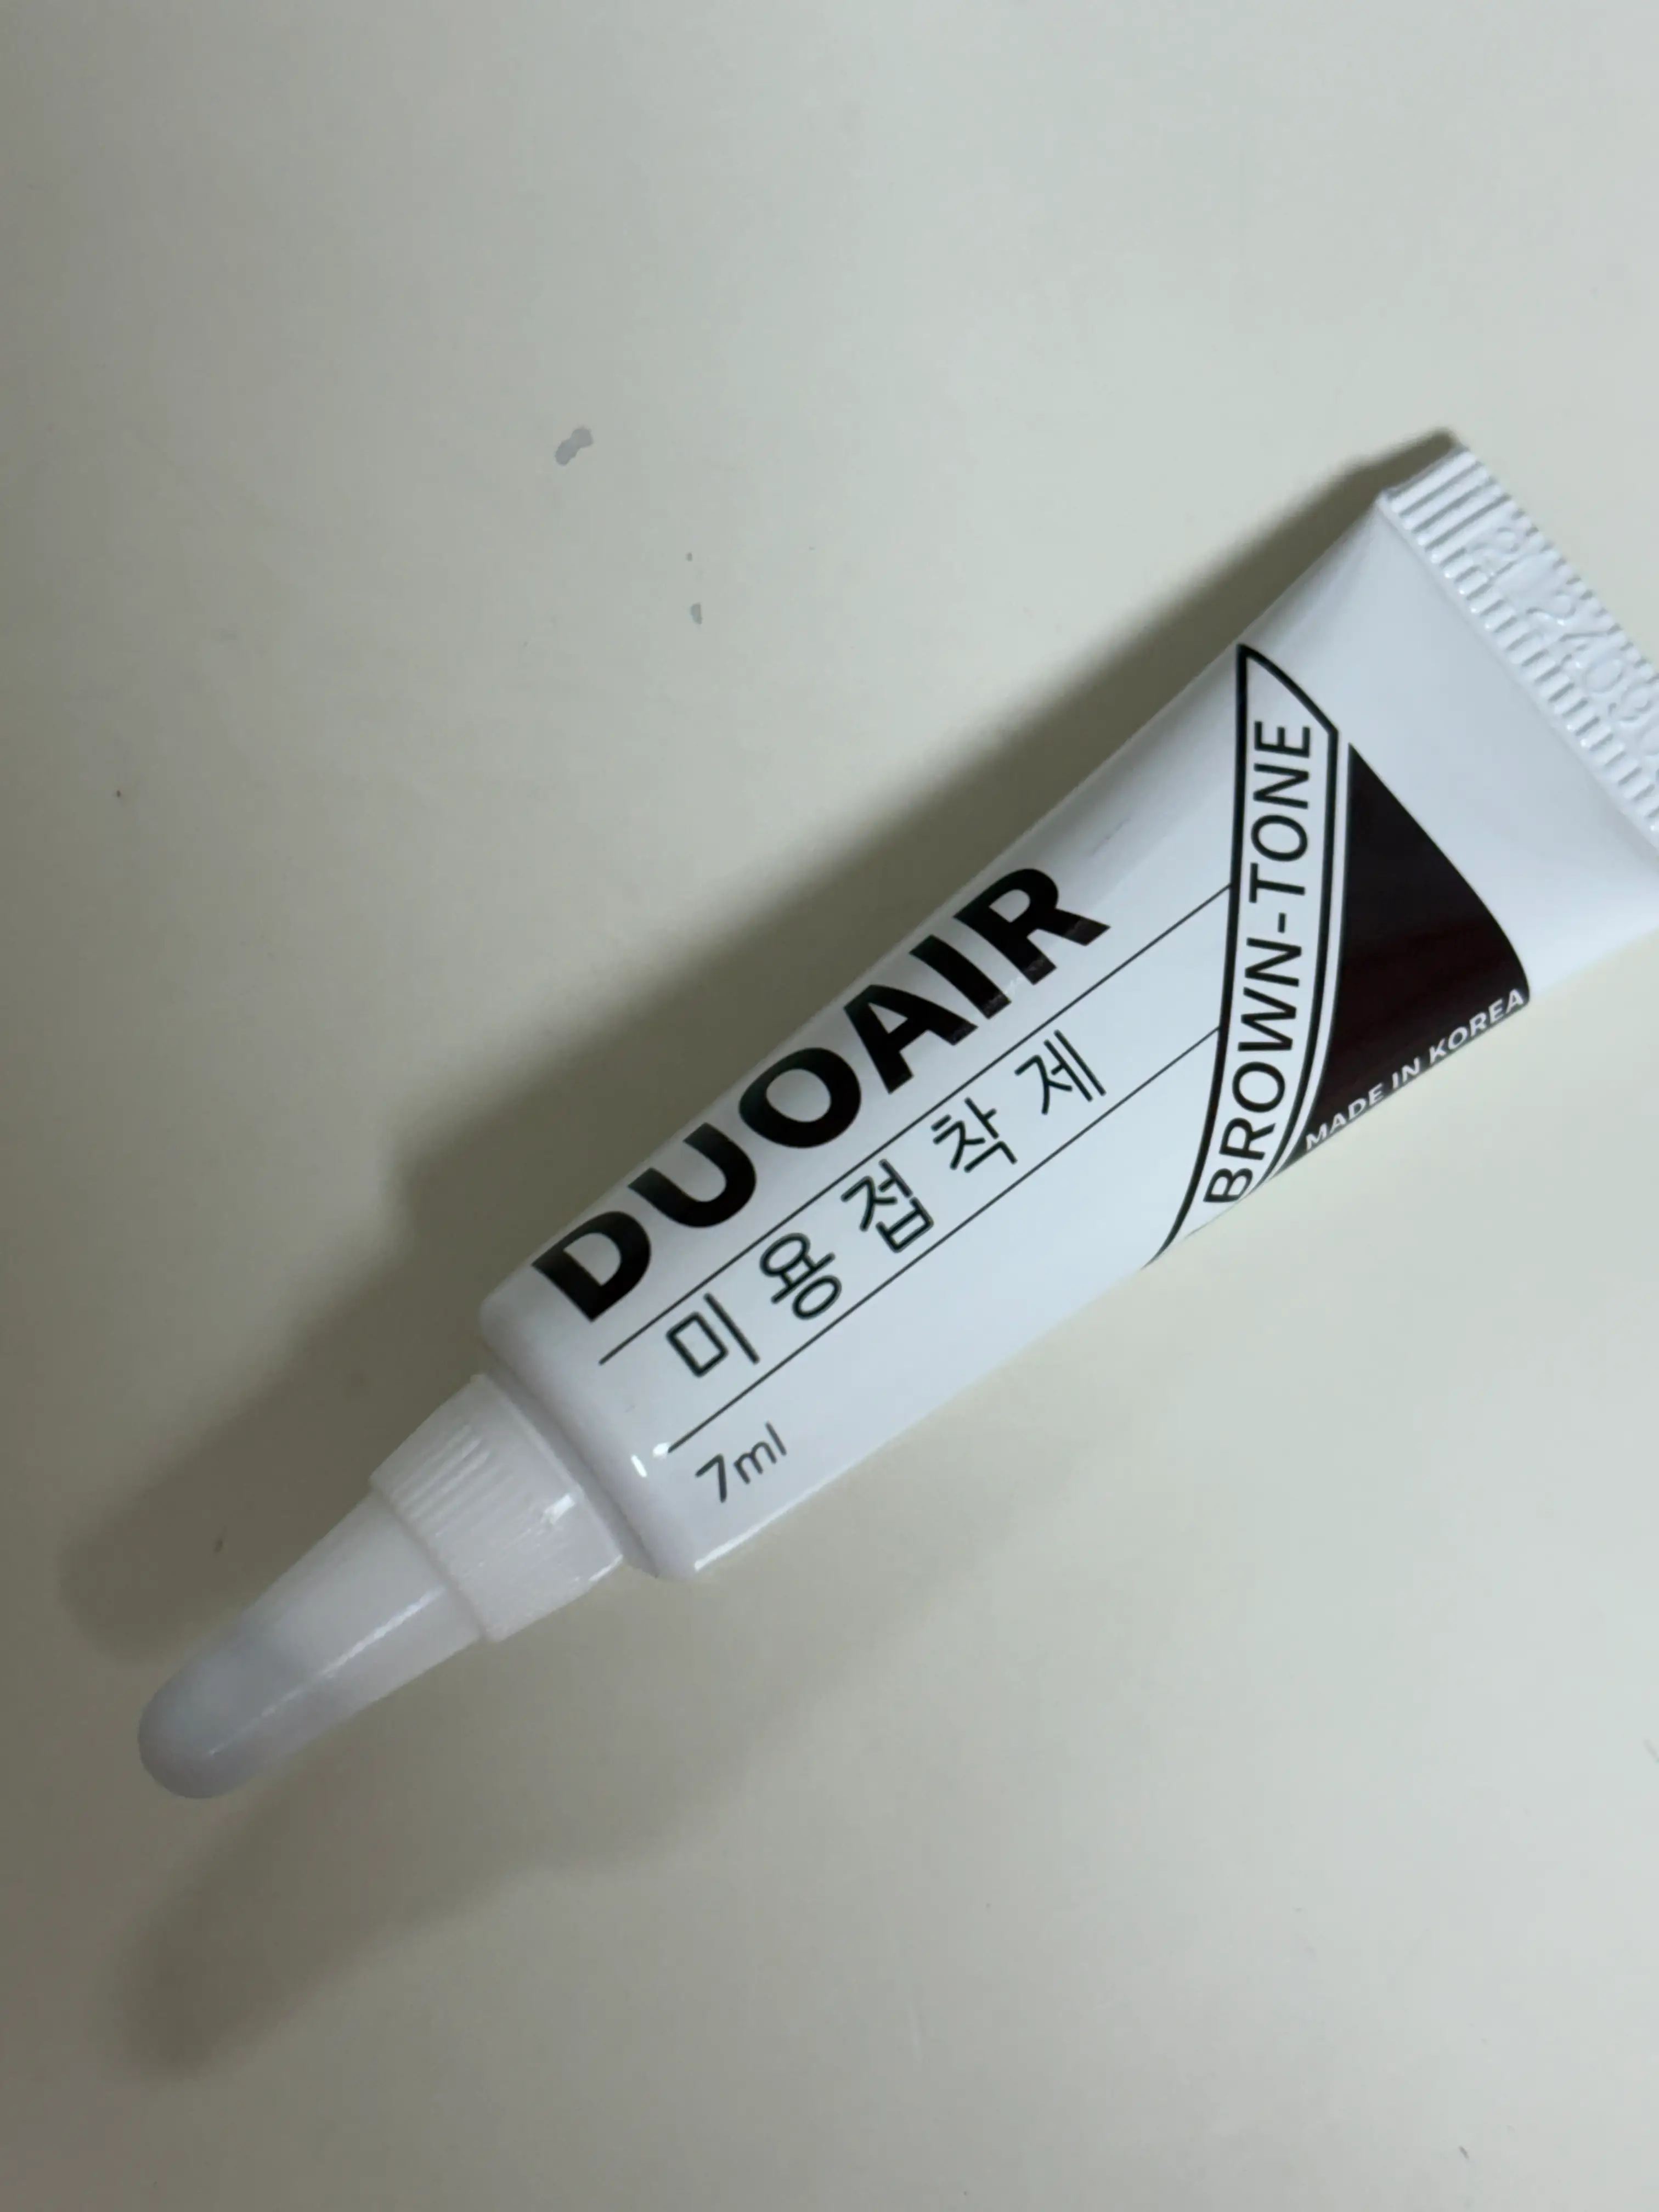 DUOAIR
미용접착제
7ml
BROWN-TONE
MADE IN KOREA